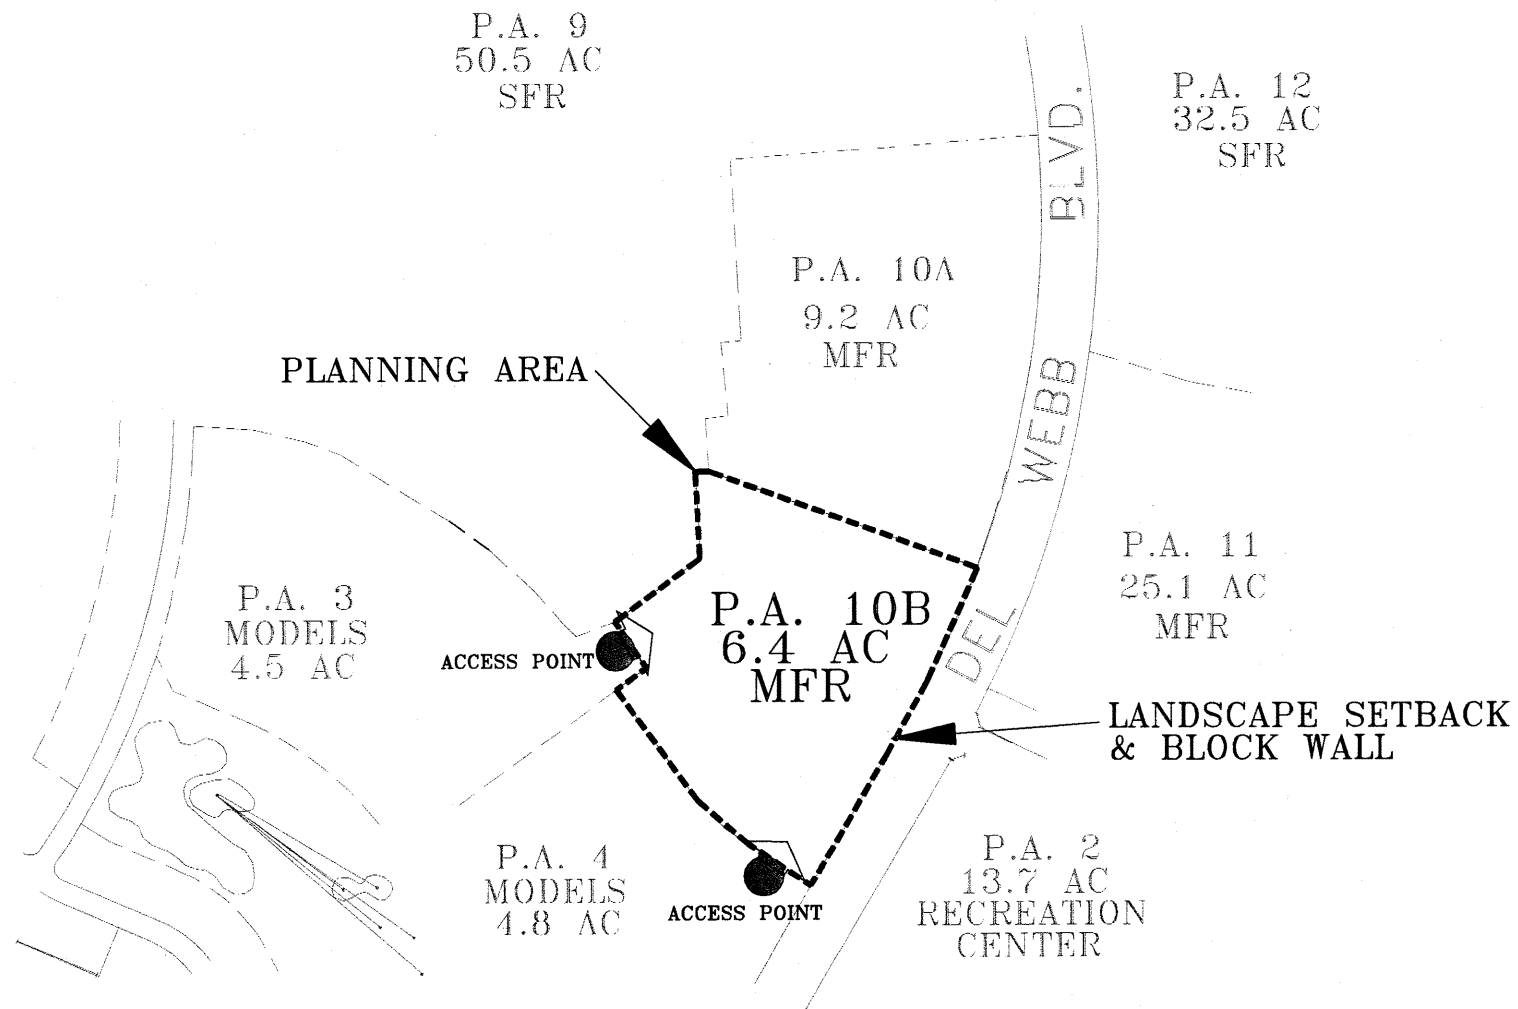 P.A. 9
50.5 AC
SFR
P.A. 12
32.5 AC
SFR
BLVD.
P.A. 10A
9.2 AC
MFR
PLANNING AREA
WEBB
P.A. 11
25.1 AC
MFR
P.A. 3
MODELS
4.5 AC
P.A. 10B
6.4 AC
MFR
ACCESS POINT
DEL
LANDSCAPE SETBACK
& BLOCK WALL
P.A. 4
MODELS
4.8 AC
ACCESS POINT
P.A. 2
13.7 AC
RECREATION
CENTER